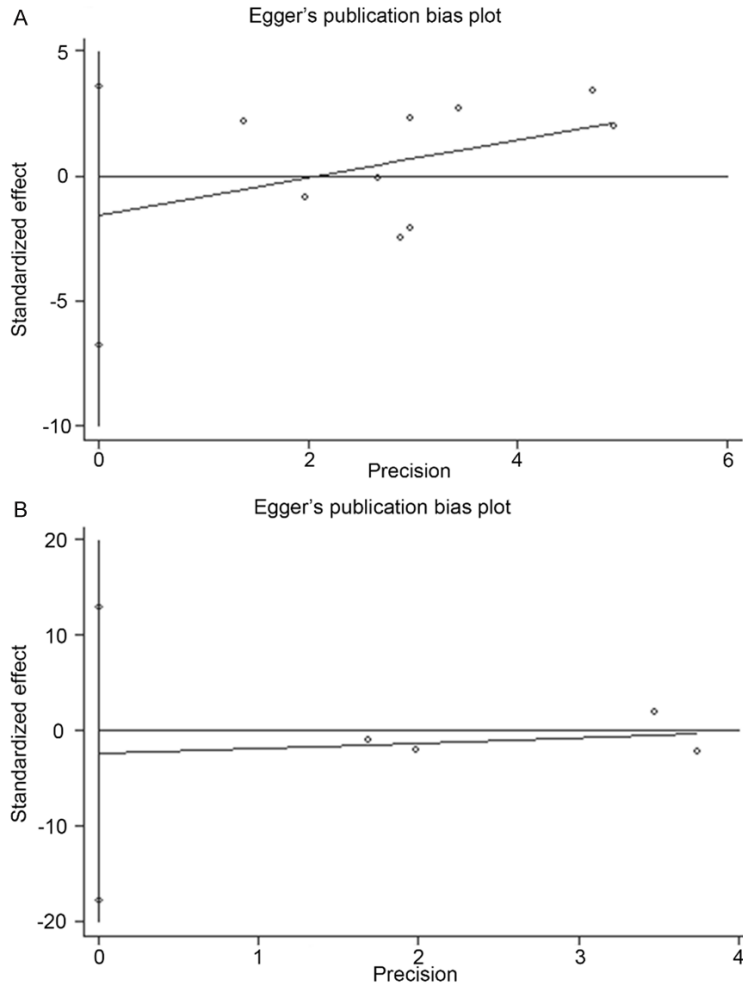 A
Egger's publication bias plot
5
0
-5
-10
Standardized effect
0
2
4
6
Precision
B
Egger's publication bias plot
20
10
0
-10
-20
Standardized effect
0
1
2
3
4
Precision